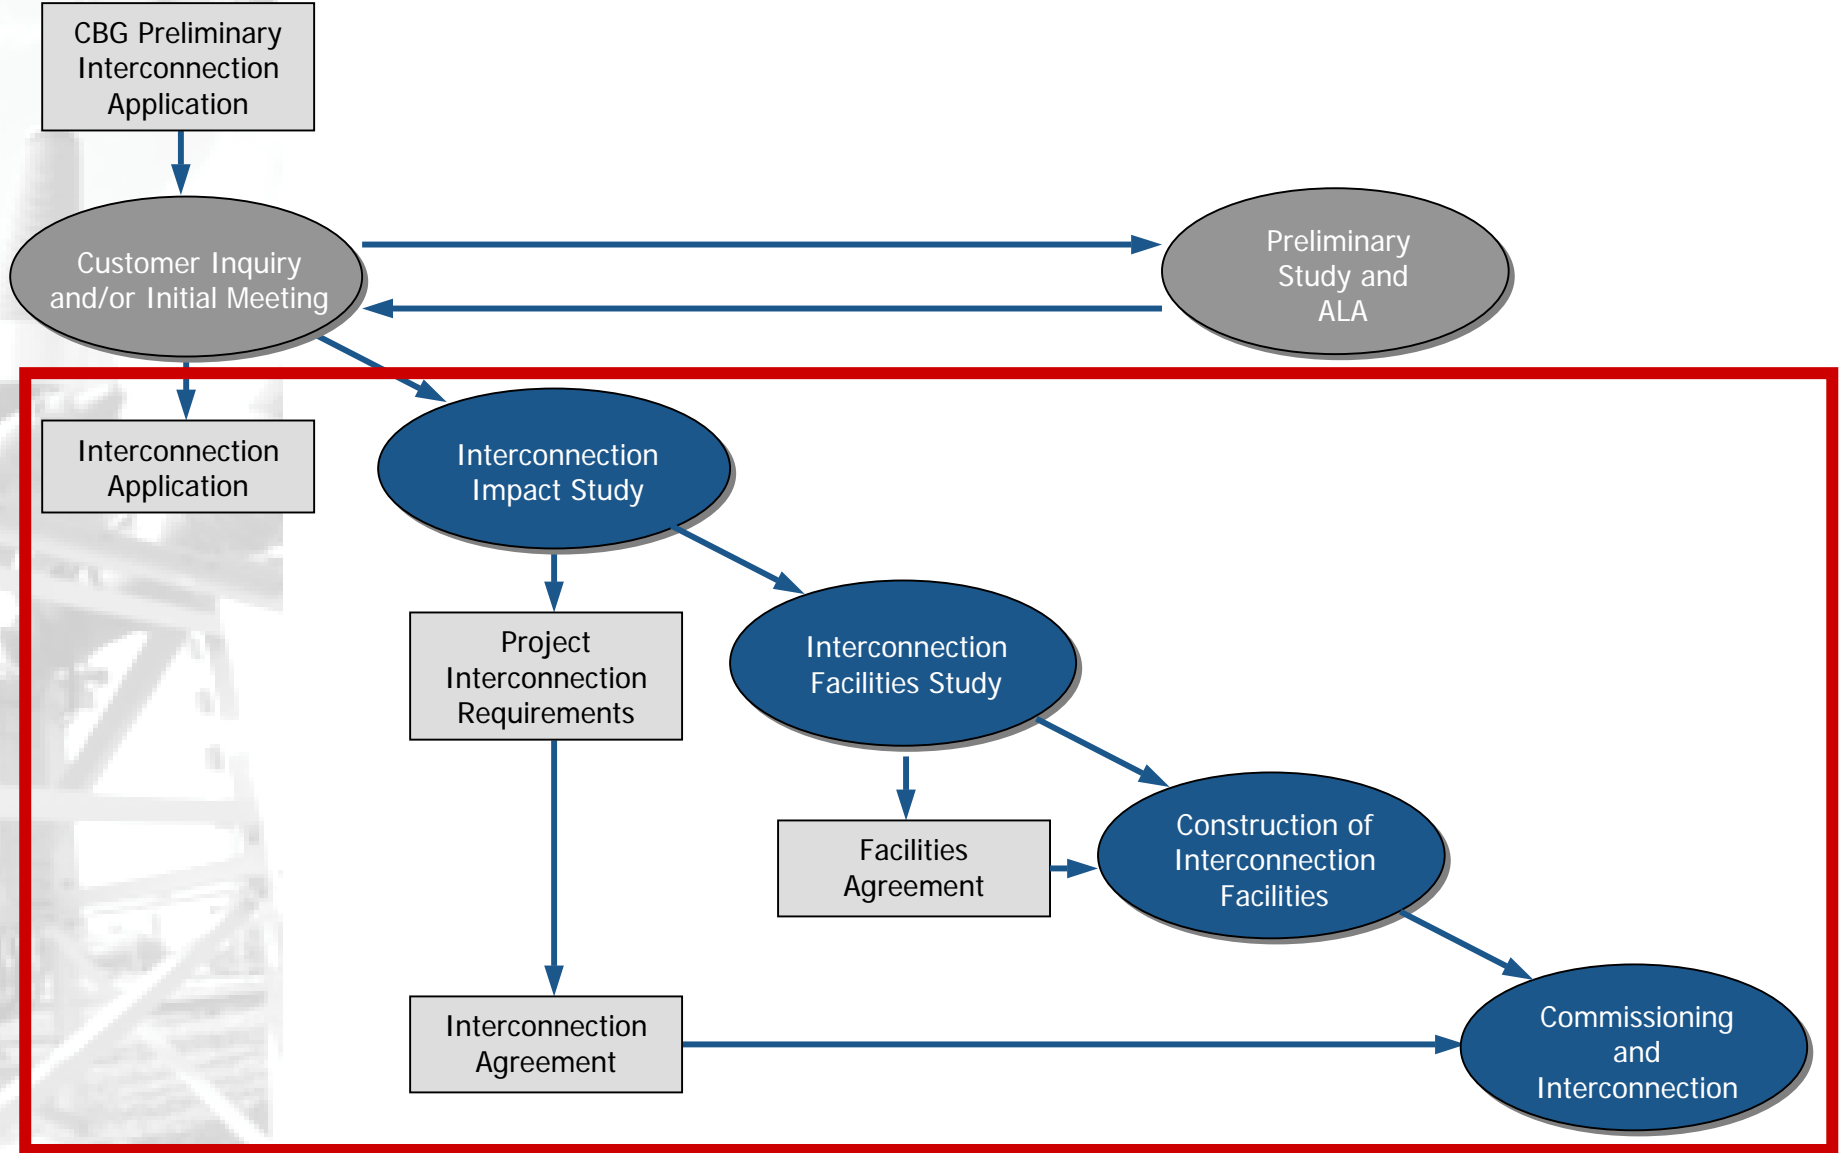 CBG Preliminary
Interconnection
Application
Customer Inquiry
and/or Initial Meeting
Preliminary
Study and
ALA
Interconnection
Application
Interconnection
Impact Study
Project
Interconnection
Requirements
Interconnection
Facilities Study
Facilities
Agreement
Construction of
Interconnection
Facilities
Interconnection
Agreement
Commissioning
and
Interconnection